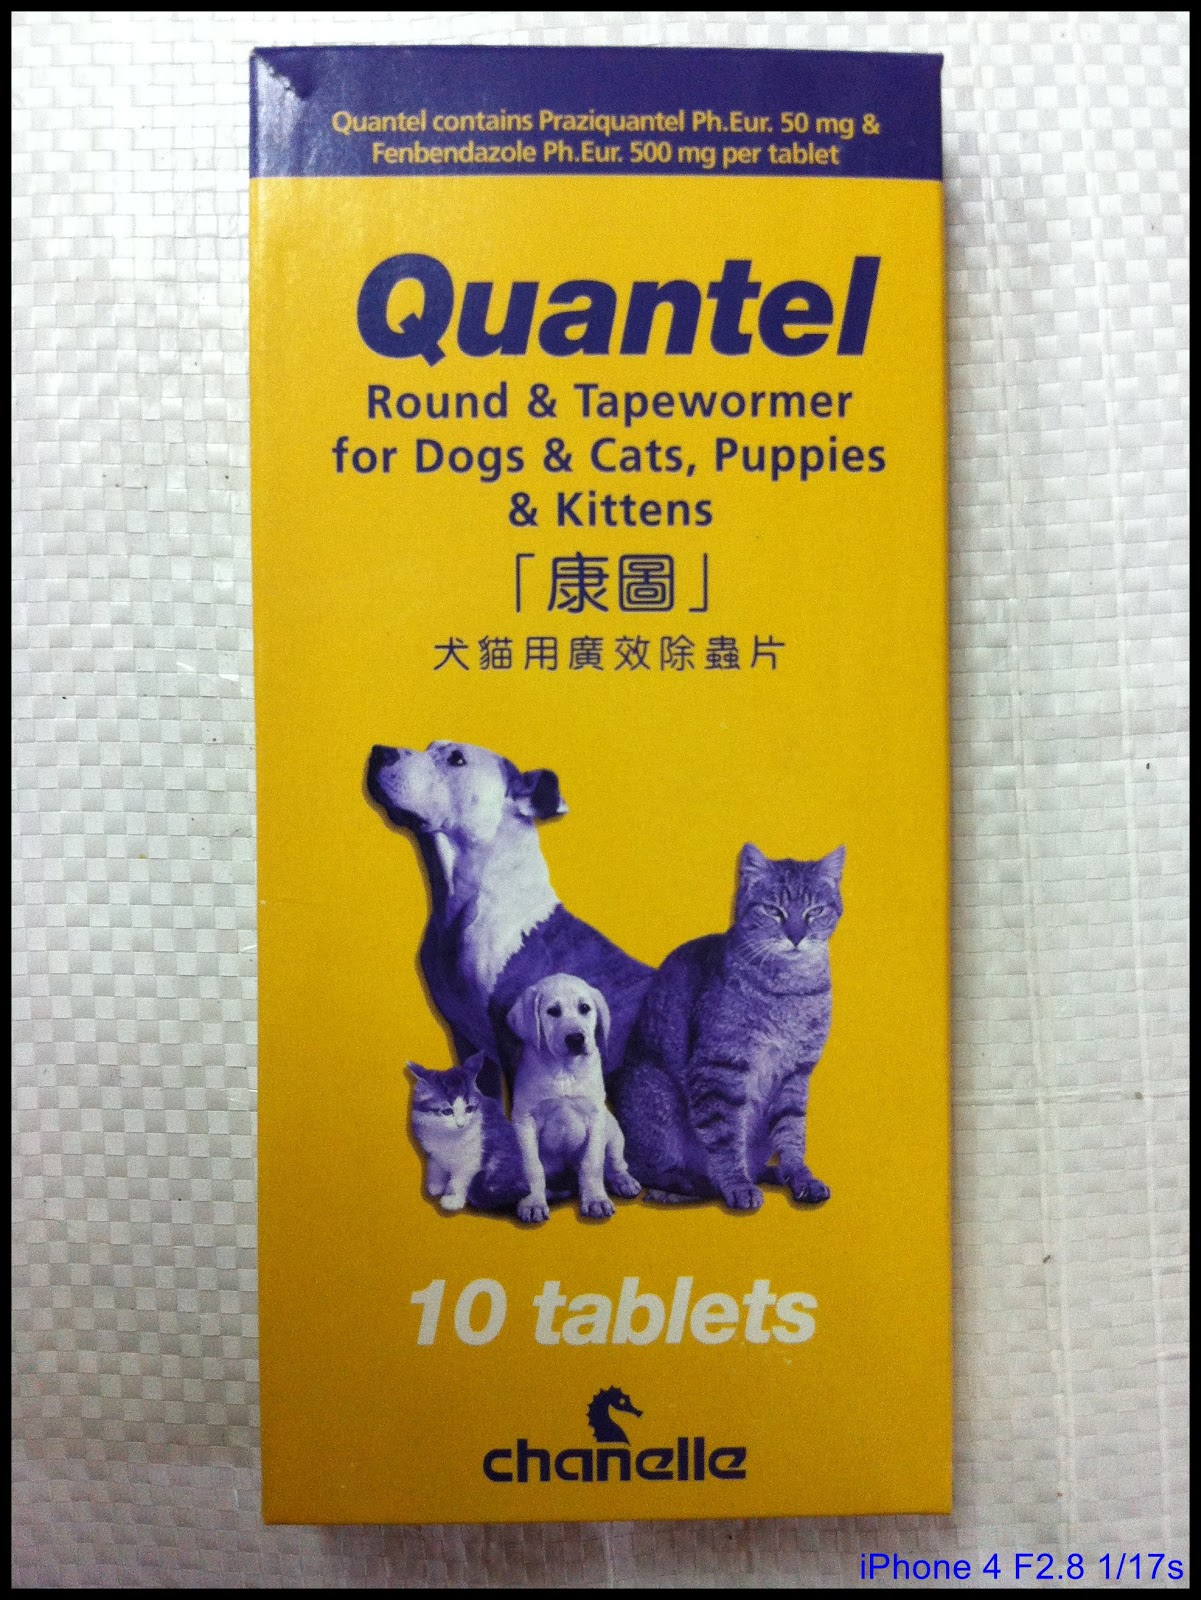 Quantel contains Praziquantel Ph.Eur. 50 mg &
Fenbendazole Ph.Eur. 500 mg per tablet
Quantel
Round & Tapewormer
for Dogs & Cats, Puppies
& Kittens
「康圖」
犬貓用廣效除蟲片
10 tablets
chanelle
iPhone 4 F2.8 1/17s